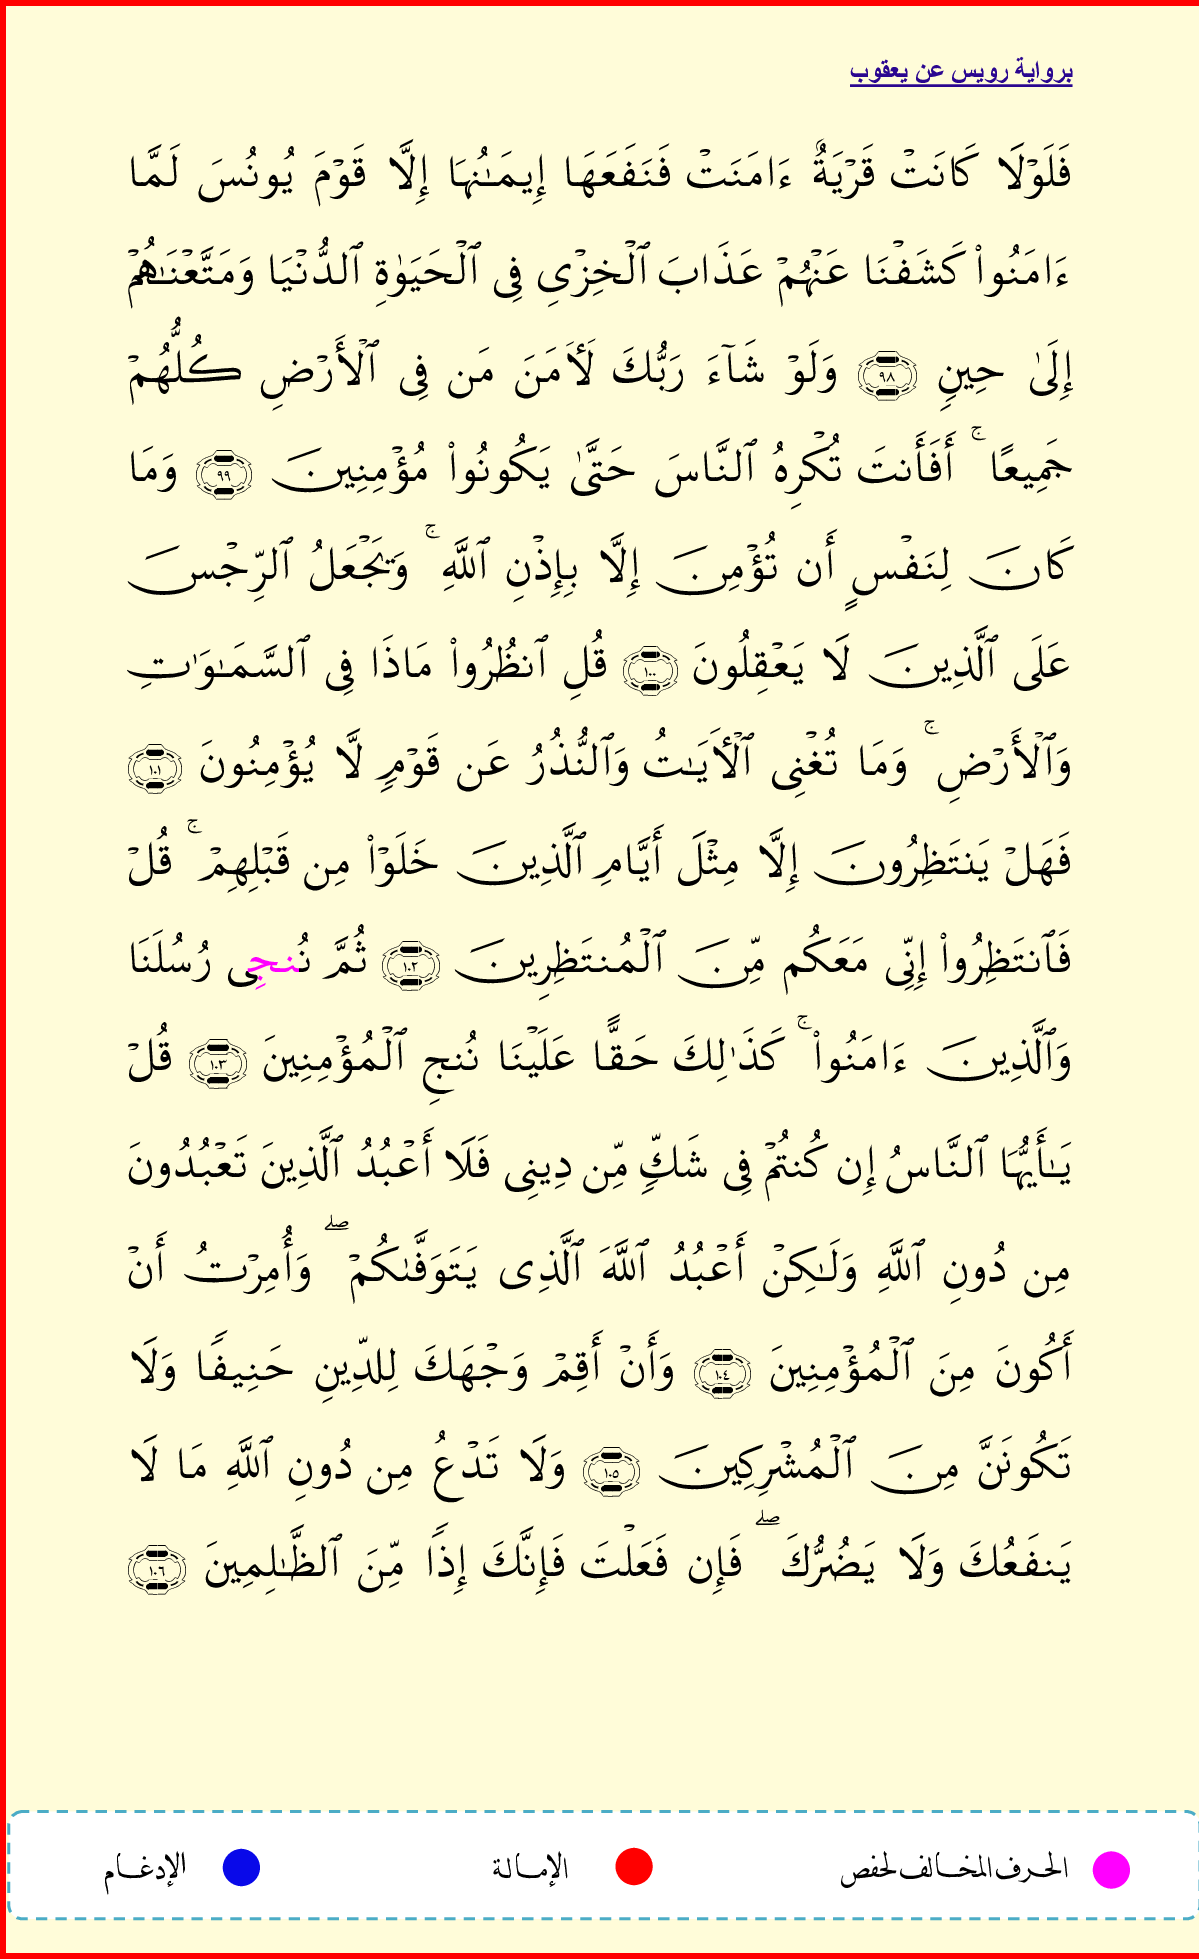 برواية رويس عن يعقوب
فَلَوۡلَا كَانَتۡ قَرۡيَةٌ ءَامَنَتۡ فَنَفَعَهَا إِيمَـٰنُهَا إِلَّا قَوۡمَ يُونُسَ لَمَّا
ءَامَنُوا۟ كَشَفۡنَا عَنۡهُمۡ عَذَابَ ٱلۡخِزۡىِ فِى ٱلۡحَيَوٰةِ ٱلدُّنۡيَا وَمَتَّعۡنَـٰهُمۡ
إِلَىٰ حِينٍ ٩٨ وَلَوۡ شَآءَ رَبُّكَ لَأَمَنَ مَن فِى ٱلۡأَرۡضِ كُلُّهُمۡ
جَمِيعًاۚ أَفَأَنتَ تُكۡرِهُ ٱلنَّاسَ حَتَّىٰ يَكُونُوا۟ مُؤۡمِنِينَ ٩٩ وَمَا
كَانَ لِنَفۡسٍ أَن تُؤۡمِنَ إِلَّا بِإِذۡنِ ٱللَّهِۚ وَيَجۡعَلُ ٱلرِّجۡسَ
عَلَى ٱلَّذِينَ لَا يَعۡقِلُونَ ١٠٠ قُلِ ٱنظُرُوا۟ مَاذَا فِى ٱلسَّمَـٰوَٰتِ
وَٱلۡأَرۡضِۚ وَمَا تُغۡنِى ٱلۡأَيَـٰتُ وَٱلنُّذُرُ عَن قَوۡمٍ لَّا يُؤۡمِنُونَ ١٠١
فَهَلۡ يَنتَظِرُونَ إِلَّا مِثۡلَ أَيَّامِ ٱلَّذِينَ خَلَوۡا۟ مِن قَبۡلِهِمۡۚ قُلۡ
فَٱنتَظِرُوا۟ إِنِّى مَعَكُم مِّنَ ٱلۡمُنتَظِرِينَ ١٠٢ ثُمَّ نُنجِى رُسُلَنَا
وَٱلَّذِينَ ءَامَنُوا۟ۚ كَذَٰلِكَ حَقًّا عَلَيۡنَا نُنجِ ٱلۡمُؤۡمِنِينَ ١٠٣ قُلۡ
يَـٰأَيُّهَا ٱلنَّاسُ إِن كُنتُمۡ فِى شَكٍّ مِّن دِينِى فَلَا أَعۡبُدُ ٱلَّذِينَ تَعۡبُدُونَ
مِن دُونِ ٱللَّهِ وَلَـٰكِنۡ أَعۡبُدُ ٱللَّهَ ٱلَّذِى يَتَوَفَّىٰكُمۡۖ وَأُمِرۡتُ أَنۡ
أَكُونَ مِنَ ٱلۡمُؤۡمِنِينَ ١٠٤ وَأَنۡ أَقِمۡ وَجۡهَكَ لِلدِّينِ حَنِيفًا وَلَا
تَكُونَنَّ مِنَ ٱلۡمُشۡرِكِينَ ١٠٥ وَلَا تَدۡعُ مِن دُونِ ٱللَّهِ مَا لَا
يَنفَعُكَ وَلَا يَضُرُّكَۖ فَإِن فَعَلۡتَ فَإِنَّكَ إِذًا مِّنَ ٱلظَّـٰلِمِينَ ١٠٦
الحرف المخالف لحفص الإمالة الإدغام